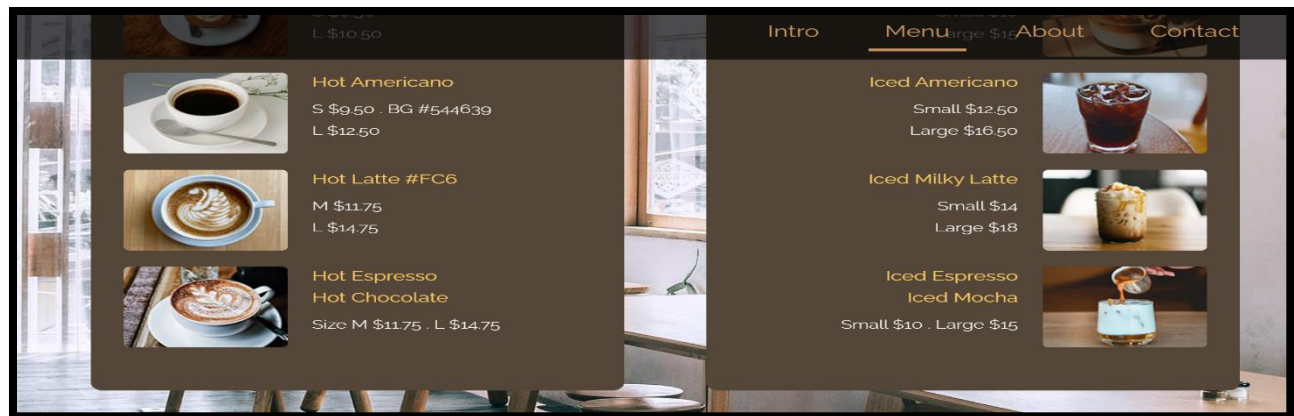 Intro Menu About Contact
L $10.50
Large $15
Hot Americano
S $9.50 . BG #544639
L $12.50
Hot Latte #FC6
M $11.75
L $14.75
Hot Espresso
Hot Chocolate
Size M $11.75 . L $14.75
Iced Americano
Small $12.50
Large $16.50
Iced Milky Latte
Small $14
Large $18
Iced Espresso
Iced Mocha
Small $10 . Large $15